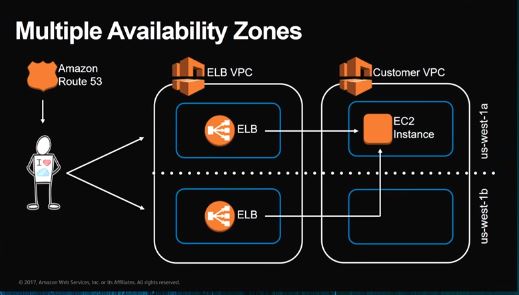 Multiple Availability Zones
Amazon
Route 53
ELB VPC
Customer VPC
ELB
EC2
Instance
us-west-1a
I
ELB
us-west-1b
© 2017, Amazon Web Services, Inc. or its Affiliates. All rights reserved.